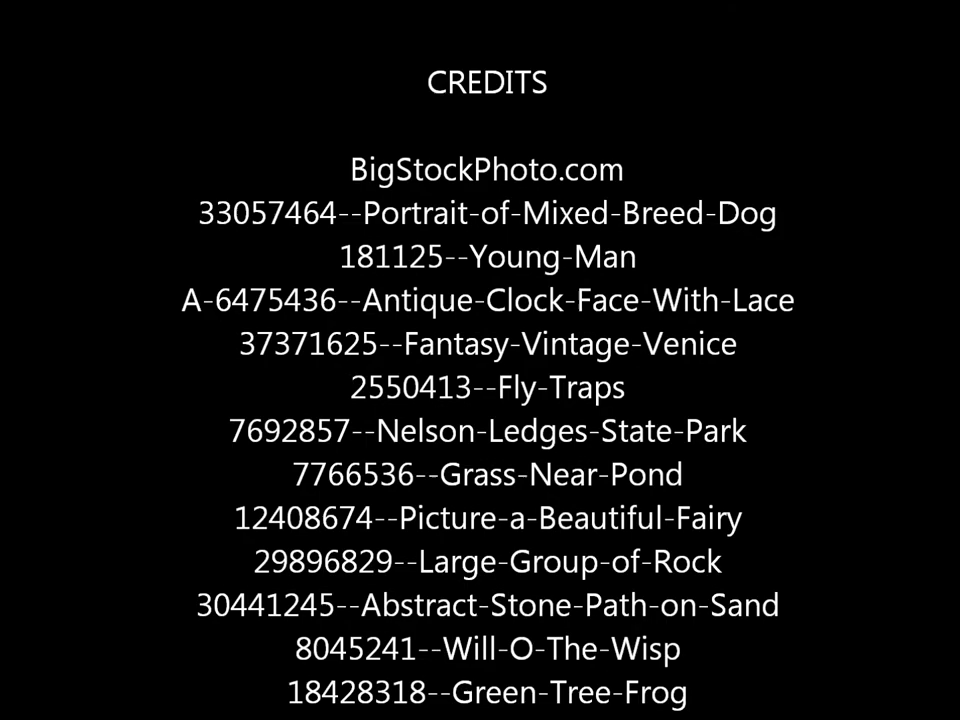 CREDITS
BigStockPhoto.com
33057464--Portrait-of-Mixed-Breed-Dog
181125--Young-Man
A-6475436--Antique-Clock-Face-With-Lace
37371625--Fantasy-Vintage-Venice
2550413--Fly-Traps
7692857--Nelson-Ledges-State-Park
7766536--Grass-Near-Pond
12408674--Picture-a-Beautiful-Fairy
29896829--Large-Group-of-Rock
30441245--Abstract-Stone-Path-on-Sand
8045241--Will-O-The-Wisp
18428318--Green-Tree-Frog